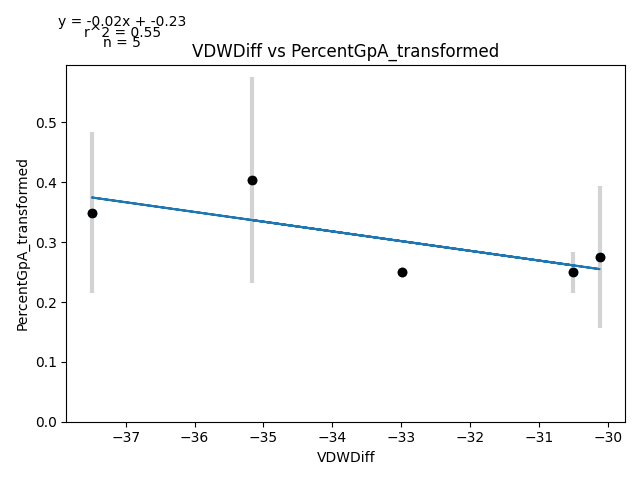 y = -0.02x + -0.23
r^2 = 0.55
n = 5
VDWDiff vs PercentGpA_transformed
PercentGpA_transformed
0.5
0.4
0.3
0.2
0.1
0.0
−37
−36
−35
−34
−33
−32
−31
−30
VDWDiff